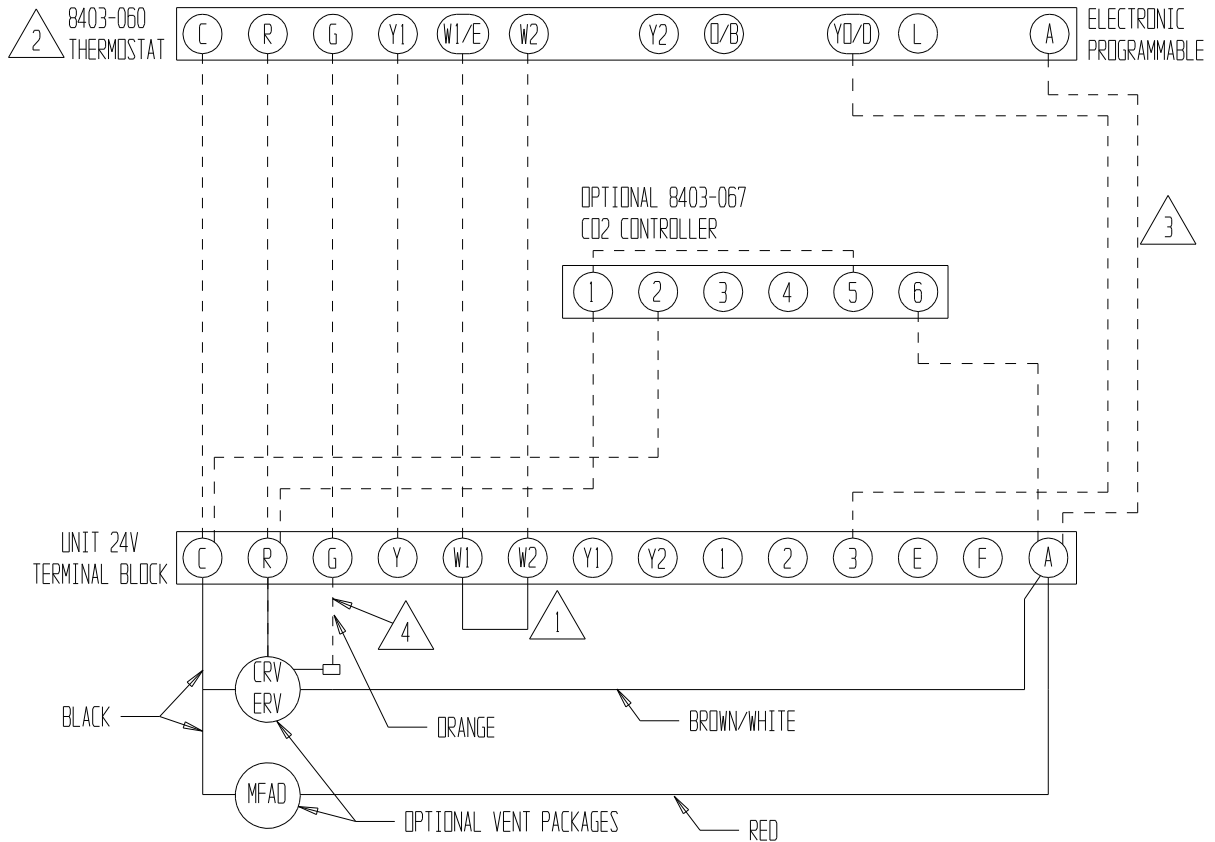 8403-060
THERMOSTAT
2
C R G Y1 W1/E W2 Y2 O/B YO/D L A
ELECTRONIC
PROGRAMMABLE
OPTIONAL 8403-067
CO2 CONTROLLER
3
1 2 3 4 5 6
UNIT 24V
TERMINAL BLOCK
C R G Y W1 W2 Y1 Y2 1 2 3 E F A
4
1
CRV
ERV
BLACK
ORANGE
BROWN/WHITE
MFAD
OPTIONAL VENT PACKAGES
RED